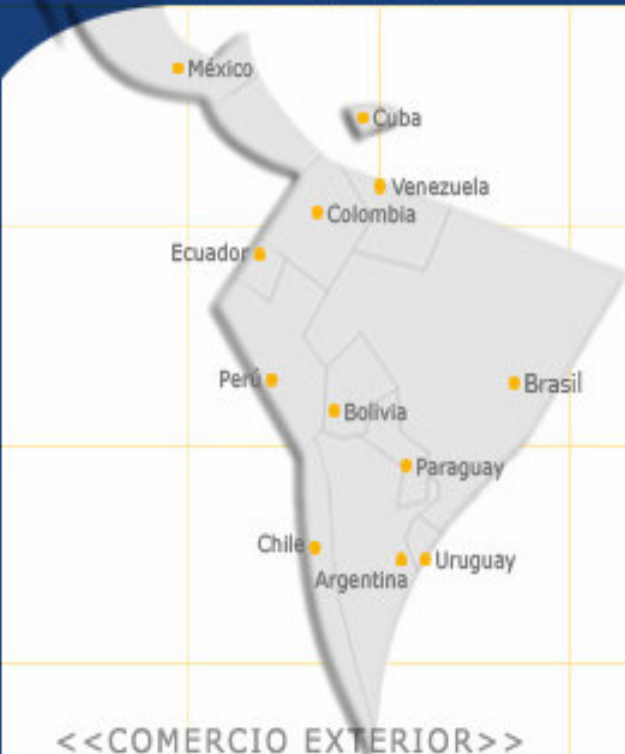 México
Cuba
Venezuela
Colombia
Ecuador
Perú
Brasil
Bolivia
Paraguay
Chile
Uruguay
Argentina
<<COMERCIO EXTERIOR>>